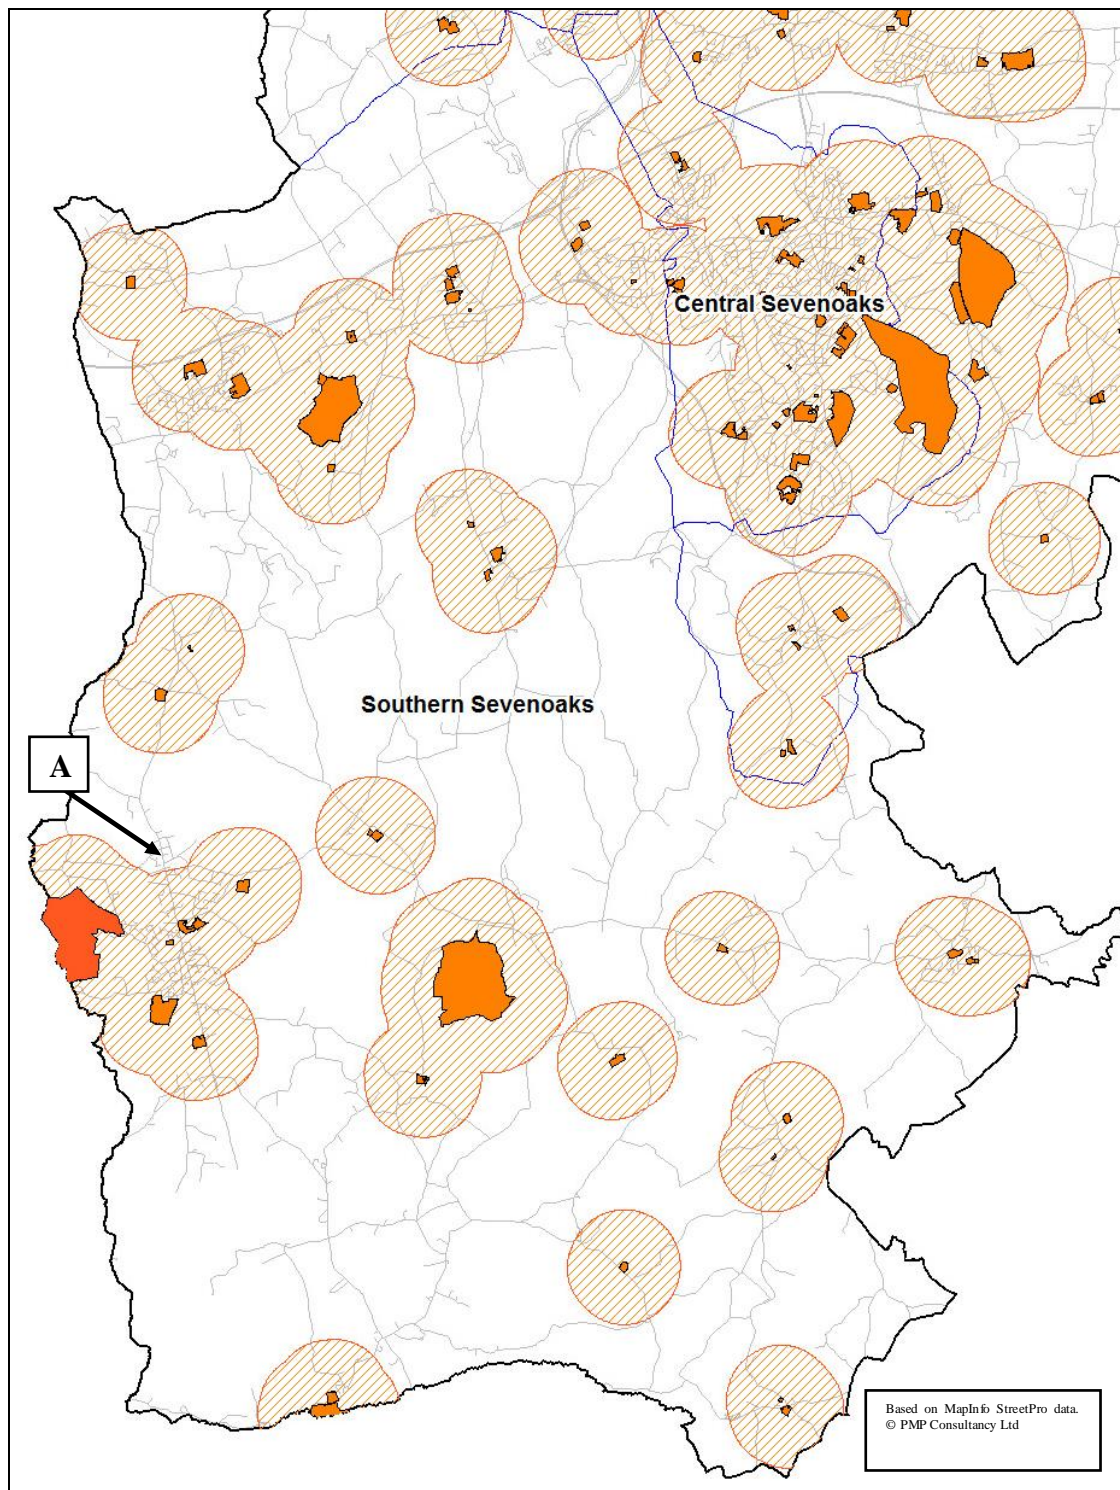 Central Sevenoaks
Southern Sevenoaks
A
Based on MapInfo StreetPro data.
© PMP Consultancy Ltd